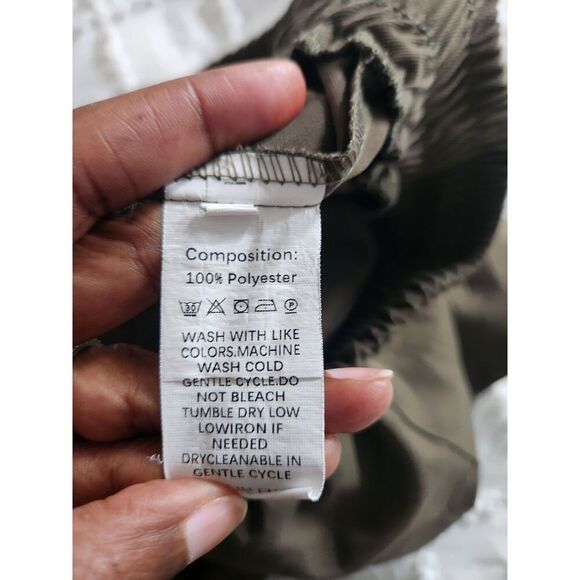 Composition:
100% Polyester
30 P
WASH WITH LIKE
COLORS.MACHINE
WASH COLD
GENTLE CYCLE.DO
NOT BLEACH
TUMBLE DRY LOW
LOWIRON IF
NEEDED
DRYCLEANABLE IN
GENTLE CYCLE